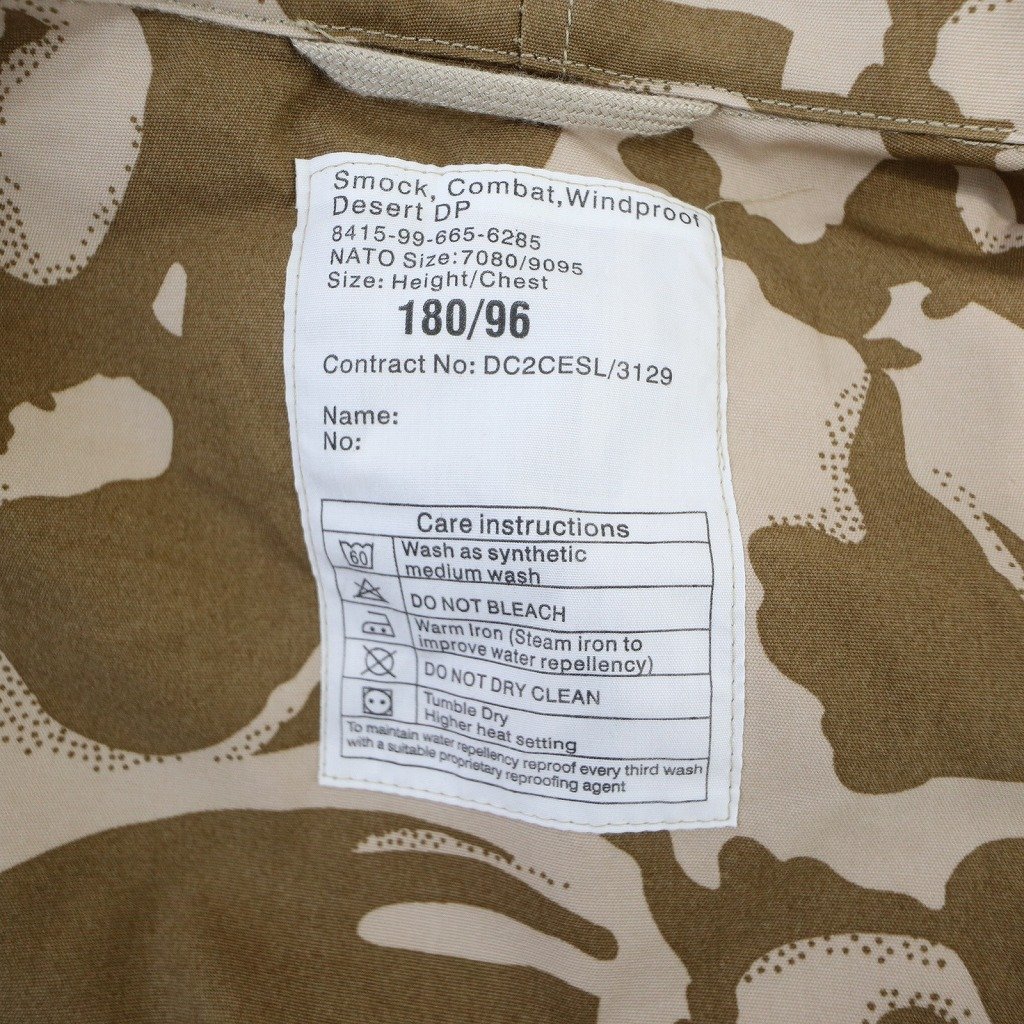 Smock, Combat,Windproof
Desert DP
8415-99-665-6285
NATO Size:7080/9095
Size: Height/Chest
180/96
Contract No: DC2CESL/3129
Name:
No:
Care instructions
60
Wash as synthetic
medium wash
DO NOT BLEACH
Warm Iron (Steam iron to
improve water repellency)
DO NOT DRY CLEAN
Tumble Dry
Higher heat setting
To maintain water repellency reproof every third wash
with a suitable proprietary reproofing agent